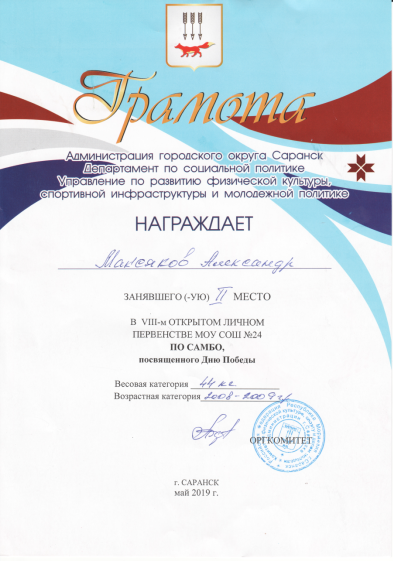 Грамота
Администрация городского округа Саранск
Департамент по социальной политике
Управление по развитию физической культуры,
спортивной инфраструктуры и молодежной политике
НАГРАЖДАЕТ
Максяков Александр
ЗАНЯВШЕГО (-УЮ) II МЕСТО
В VIII-м ОТКРЫТОМ ЛИЧНОМ
ПЕРВЕНСТВЕ МОУ СОШ №24
ПО САМБО,
посвященного Дню Победы
Весовая категория 44 кг
Возрастная категория 2008-2009
ОРГКОМИТЕТ
г. САРАНСК
май 2019 г.